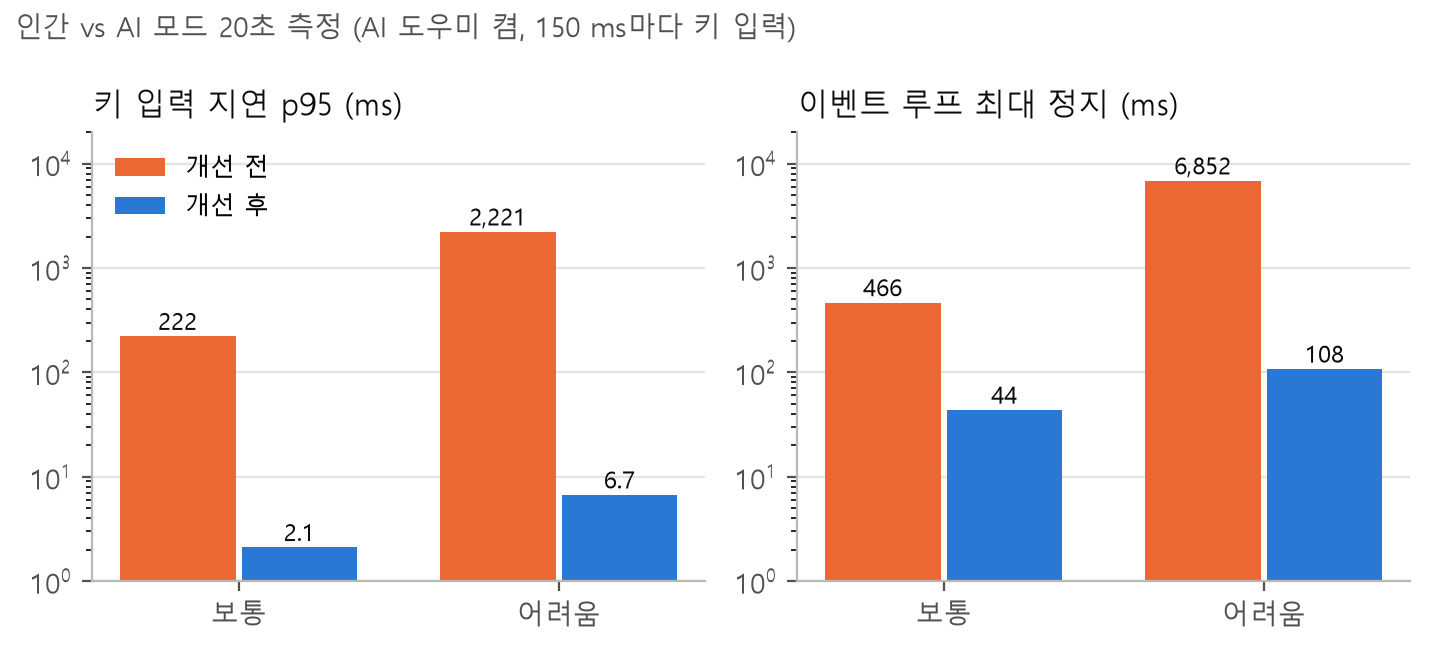 인간 vs AI 모드 20초 측정 (AI 도우미 켬, 150 ms마다 키 입력)
키 입력 지연 p95 (ms)
10⁴
10³
10²
10¹
10⁰
개선 전
개선 후
222
2.1
2,221
6.7
보통
어려움
이벤트 루프 최대 정지 (ms)
10⁴
10³
10²
10¹
10⁰
466
44
6,852
108
보통
어려움